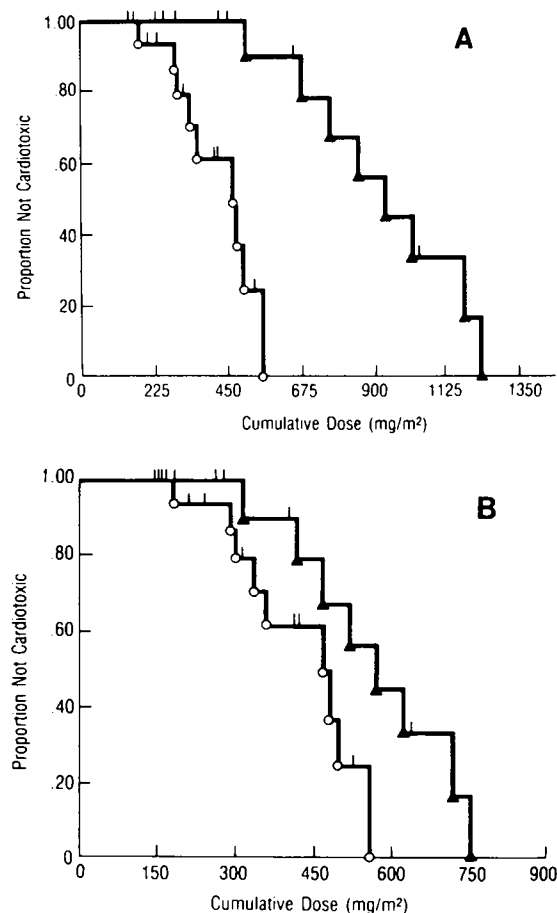 A
1.00
.80
.60
.40
.20
0
Proportion Not Cardiotoxic
0 225 450 675 900 1125 1350
Cumulative Dose (mg/m²)
B
1.00
.80
.60
.40
.20
0
Proportion Not Cardiotoxic
0 150 300 450 600 750 900
Cumulative Dose (mg/m²)